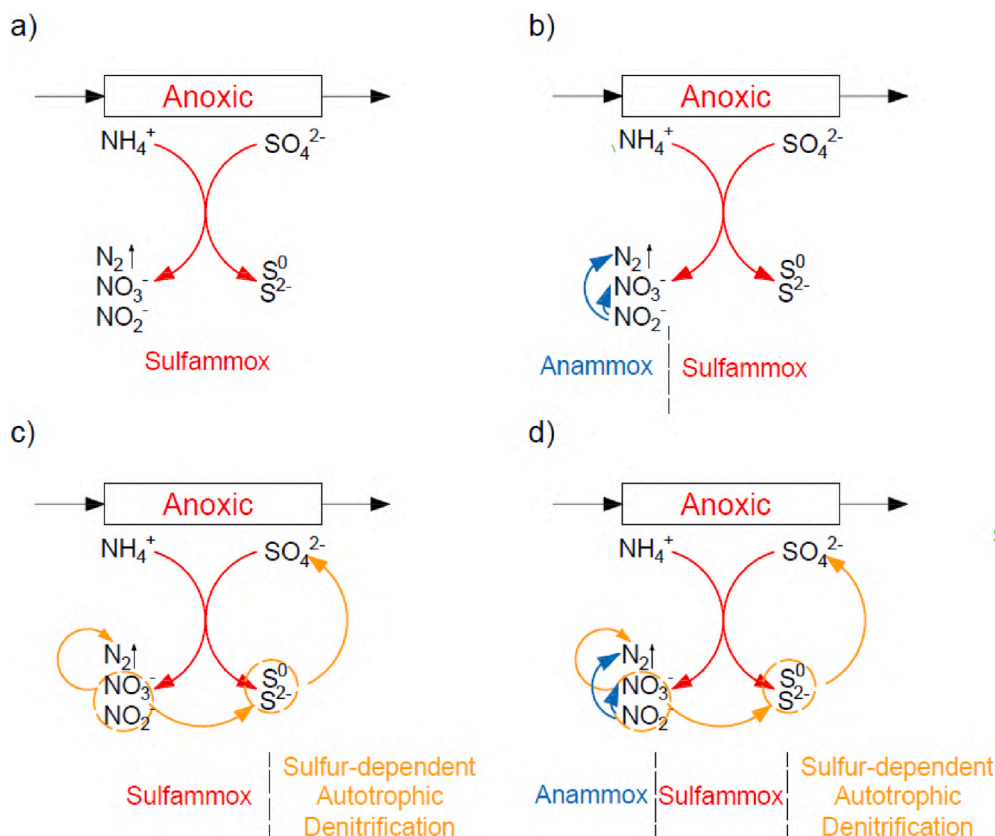 a)
Anoxic
NH₄⁺ SO₄²⁻
N₂↑
NO₃⁻
NO₂⁻
S⁰
S²⁻
Sulfammox
b)
Anoxic
NH₄⁺ SO₄²⁻
N₂↑
NO₃⁻
NO₂⁻
S⁰
S²⁻
Anammox
Sulfammox
c)
Anoxic
NH₄⁺ SO₄²⁻
N₂↑
NO₃⁻
NO₂⁻
S⁰
S²⁻
Sulfammox
Sulfur-dependent
Autotrophic
Denitrification
d)
Anoxic
NH₄⁺ SO₄²⁻
N₂↑
NO₃⁻
NO₂⁻
S⁰
S²⁻
Anammox
Sulfammox
Sulfur-dependent
Autotrophic
Denitrification